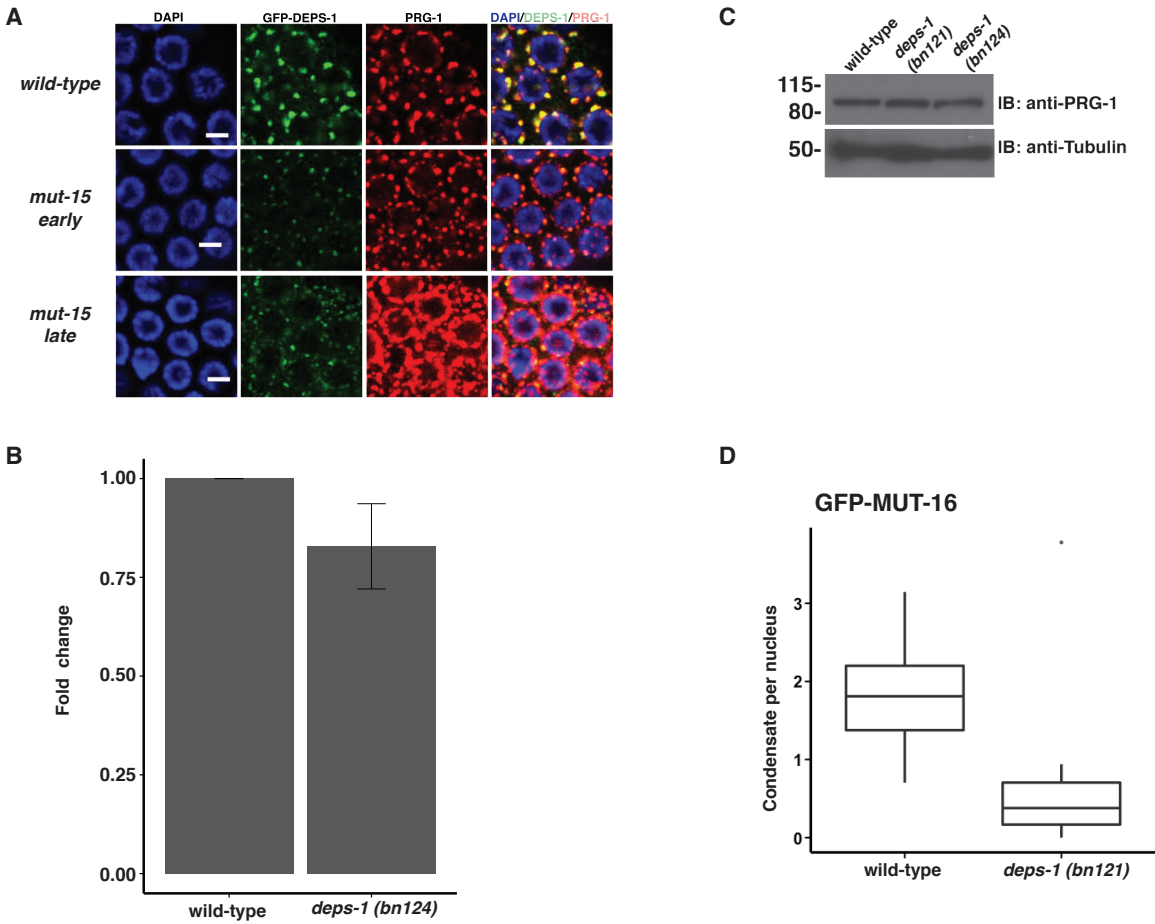 A
DAPI
GFP-DEPS-1
PRG-1
DAPI/DEPS-1/PRG-1
wild-type
mut-15
early
mut-15
late
B
1.00
0.75
0.50
0.25
0.00
Fold change
wild-type
deps-1 (bn124)
C
wild-type
deps-1
(bn121)
deps-1
(bn124)
115-
80-
IB: anti-PRG-1
50-
IB: anti-Tubulin
D
GFP-MUT-16
3
2
1
0
Condensate per nucleus
wild-type
deps-1 (bn121)